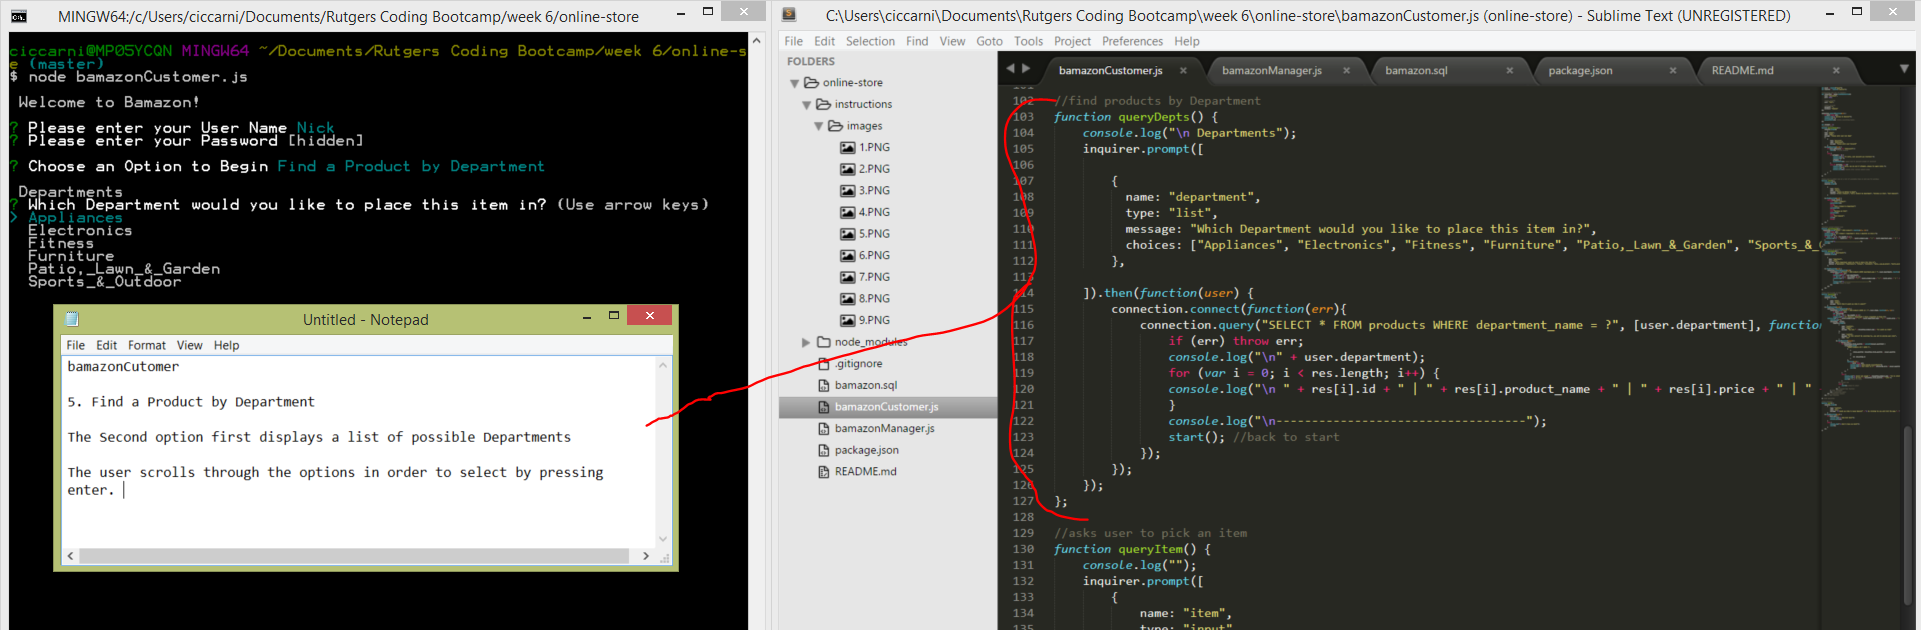 MINGW64:/c/Users/ciccarni/Documents/Rutgers Coding Bootcamp/week 6/online-store
ciccarni@MP05YCQN MINGW64 ~/Documents/Rutgers Coding Bootcamp/week 6/online-s
e (master)
$ node bamazonCustomer.js
Welcome to Bamazon!
? Please enter your User Name Nick
? Please enter your Password [hidden]
? Choose an Option to Begin Find a Product by Department
Departments
? Which Department would you like to place this item in? (Use arrow keys)
> Appliances
Electronics
Fitness
Furniture
Patio,_Lawn_&_Garden
Sports_&_Outdoor
Untitled - Notepad
File Edit Format View Help
bamazonCutomer
5. Find a Product by Department
The Second option first displays a list of possible Departments
The user scrolls through the options in order to select by pressing
enter.
C:\Users\ciccarni\Documents\Rutgers Coding Bootcamp\week 6\online-store\bamazonCustomer.js (online-store) - Sublime Text (UNREGISTERED)
File Edit Selection Find View Goto Tools Project Preferences Help
FOLDERS
online-store
instructions
images
1.PNG
2.PNG
3.PNG
4.PNG
5.PNG
6.PNG
7.PNG
8.PNG
9.PNG
node_modules
.gitignore
bamazon.sql
bamazonCustomer.js
bamazonManager.js
package.json
README.md
bamazonCustomer.js × bamazonManager.js × bamazon.sql × package.json × README.md ×
102 //find products by Department
103 function queryDepts() {
104 console.log("\n Departments");
105 inquirer.prompt([
106
107 {
108 name: "department",
109 type: "list",
110 message: "Which Department would you like to place this item in?",
111 choices: ["Appliances", "Electronics", "Fitness", "Furniture", "Patio,_Lawn_&_Garden", "Sports_&_
112 },
113
114 ]).then(function(user) {
115 connection.connect(function(err){
116 connection.query("SELECT * FROM products WHERE department_name = ?", [user.department], functio
117 if (err) throw err;
118 console.log("\n" + user.department);
119 for (var i = 0; i < res.length; i++) {
120 console.log("\n " + res[i].id + " | " + res[i].product_name + " | " + res[i].price + " | "
121 }
122 console.log("\n-----------------------------------");
123 start(); //back to start
124 });
125 });
126 });
127 };
128
129 //asks user to pick an item
130 function queryItem() {
131 console.log("");
132 inquirer.prompt([
133 {
134 name: "item",
135 type: "input"